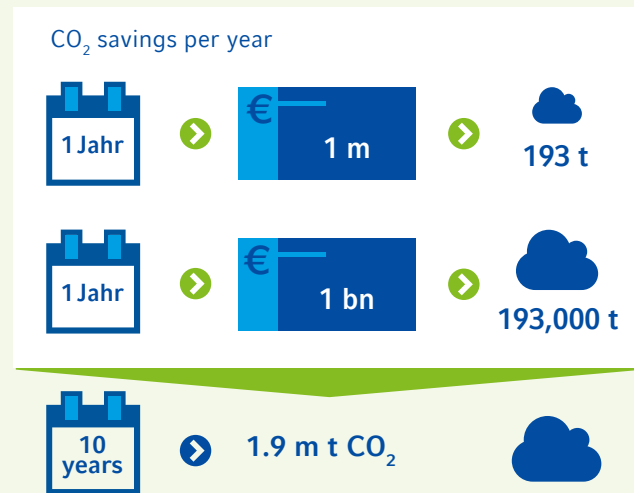 CO₂ savings per year
1 Jahr
€
1 m
193 t
1 Jahr
€
1 bn
193,000 t
10
years
1.9 m t CO₂